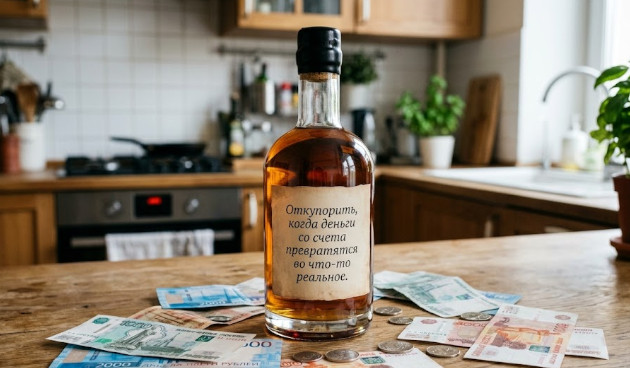 Откупорить,
когда деньги
со счета
превратятся
во что-то
реальное.